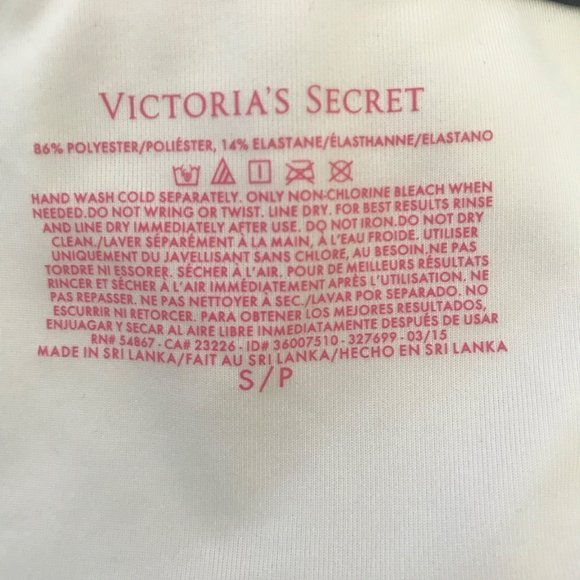 VICTORIA'S SECRET
86% POLYESTER/POLIÉSTER, 14% ELASTANE/ÉLASTHANNE/ELASTANO
HAND WASH COLD SEPARATELY. ONLY NON-CHLORINE BLEACH WHEN
NEEDED.DO NOT WRING OR TWIST. LINE DRY. FOR BEST RESULTS RINSE
AND LINE DRY IMMEDIATELY AFTER USE. DO NOT IRON.DO NOT DRY
CLEAN./LAVER SÉPARÉMENT À LA MAIN, À L'EAU FROIDE. UTILISER
UNIQUEMENT DU JAVELLISANT SANS CHLORE, AU BESOIN.NE PAS
TORDRE NI ESSORER. SÉCHER À L'AIR. POUR DE MEILLEURS RÉSULTATS
RINCER ET SÉCHER À L'AIR IMMÉDIATEMENT APRÈS L'UTILISATION. NE
PAS REPASSER. NE PAS NETTOYER À SEC./LAVAR POR SEPARADO. NO
ESCURRIR NI RETORCER. PARA OBTENER LOS MEJORES RESULTADOS,
ENJUAGAR Y SECAR AL AIRE LIBRE INMEDIATAMENTE DESPUÉS DE USAR
RN# 54867 - CA# 23226 - ID# 36007510 - 327699 - 03/15
MADE IN SRI LANKA/FAIT AU SRI LANKA/HECHO EN SRI LANKA
S/P